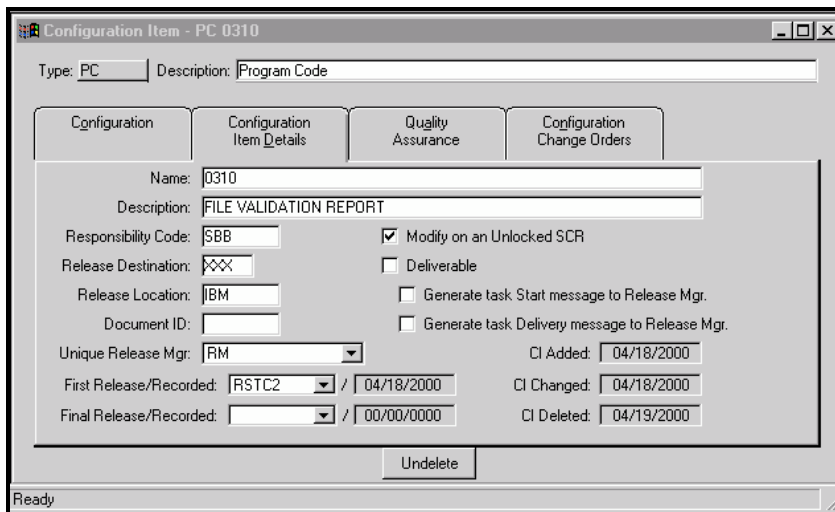 Configuration Item - PC 0310
Type: PC Description: Program Code
Configuration
Configuration Item Details
Quality Assurance
Configuration Change Orders
Name: 0310
Description: FILE VALIDATION REPORT
Responsibility Code: SBB Modify on an Unlocked SCR
Release Destination: XXX Deliverable
Release Location: IBM Generate task Start message to Release Mgr.
Document ID: Generate task Delivery message to Release Mgr.
Unique Release Mgr: RM CI Added: 04/18/2000
First Release/Recorded: RSTC2 / 04/18/2000 CI Changed: 04/18/2000
Final Release/Recorded: / 00/00/0000 CI Deleted: 04/19/2000
Undelete
Ready